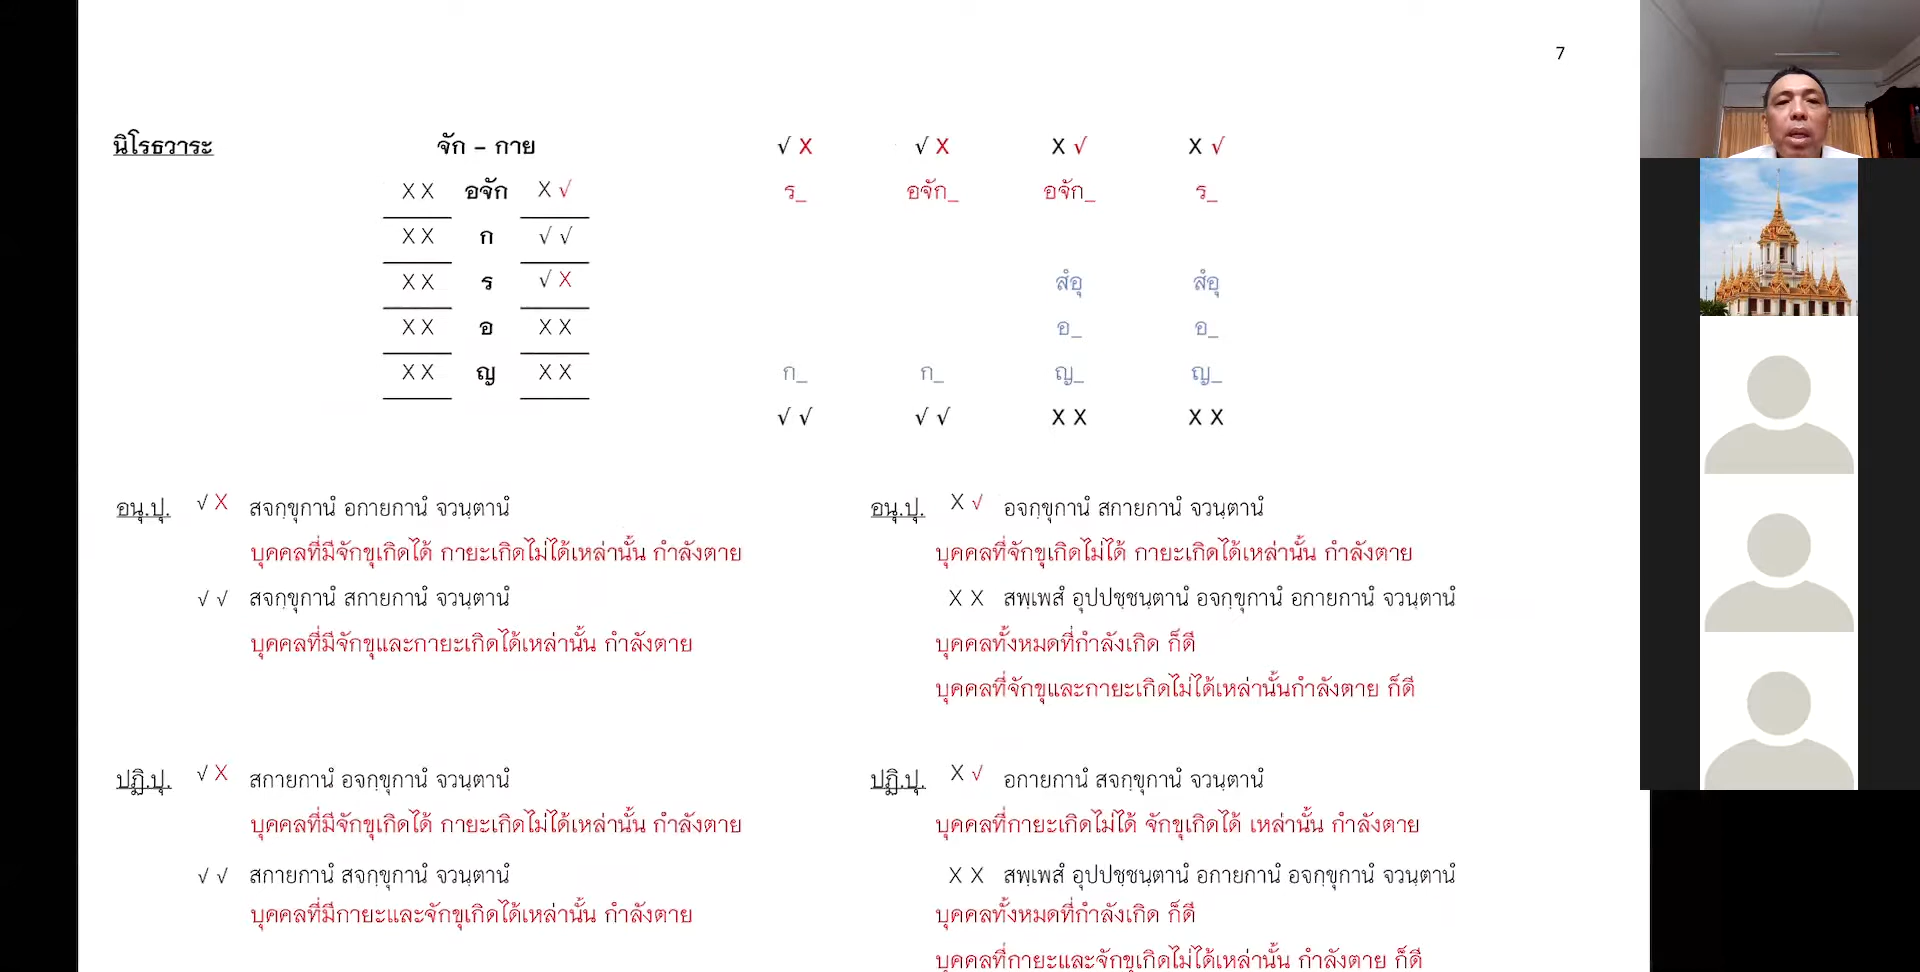 7
นิโรธวาระ จัก – กาย √ X √ X X √ X √
X X อจัก X √ ร_ อจัก_ อจัก_ ร_
X X ก √ √
X X ร √ X สํอุ สํอุ
X X อ X X อ_ อ_
X X ญ X X ก_ ก_ ญ_ ญ_
√ √ √ √ X X X X
อนุ.ปุ. √ X สจกฺขุกานํ อกายกานํ จวนฺตานํ
บุคคลที่มีจักขุเกิดได้ กายะเกิดไม่ได้เหล่านั้น กำลังตาย
√ √ สจกฺขุกานํ สกายกานํ จวนฺตานํ
บุคคลที่มีจักขุและกายะเกิดได้เหล่านั้น กำลังตาย
อนุ.ปุ. X √ อจกฺขุกานํ สกายกานํ จวนฺตานํ
บุคคลที่จักขุเกิดไม่ได้ กายะเกิดได้เหล่านั้น กำลังตาย
X X สพฺเพสํ อุปปชฺชนฺตานํ อจกฺขุกานํ อกายกานํ จวนฺตานํ
บุคคลทั้งหมดที่กำลังเกิด ก็ดี
บุคคลที่จักขุและกายะเกิดไม่ได้เหล่านั้นกำลังตาย ก็ดี
ปฏิ.ปุ. √ X สกายกานํ อจกฺขุกานํ จวนฺตานํ
บุคคลที่มีจักขุเกิดได้ กายะเกิดไม่ได้เหล่านั้น กำลังตาย
√ √ สกายกานํ สจกฺขุกานํ จวนฺตานํ
บุคคลที่มีกายะและจักขุเกิดได้เหล่านั้น กำลังตาย
ปฏิ.ปุ. X √ อกายกานํ สจกฺขุกานํ จวนฺตานํ
บุคคลที่กายะเกิดไม่ได้ จักขุเกิดได้ เหล่านั้น กำลังตาย
X X สพฺเพสํ อุปปชฺชนฺตานํ อกายกานํ อจกฺขุกานํ จวนฺตานํ
บุคคลทั้งหมดที่กำลังเกิด ก็ดี
บุคคลที่กายะและจักขุเกิดไม่ได้เหล่านั้น กำลังตาย ก็ดี